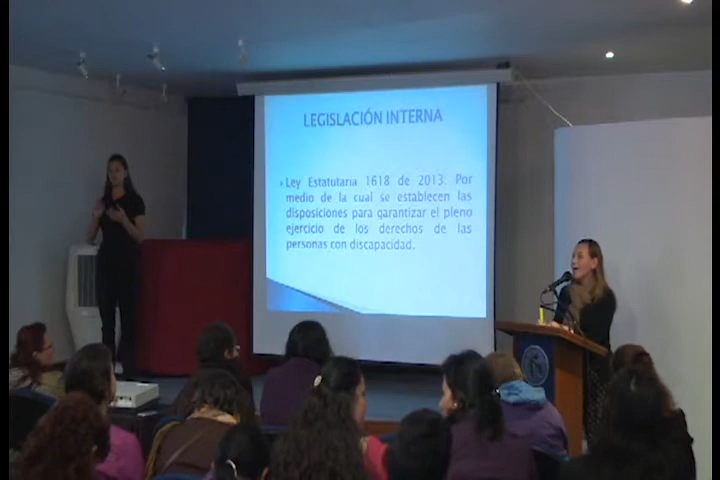 LEGISLACIÓN INTERNA
Ley Estatutaria 1618 de 2013: Por
medio de la cual se establecen las
disposiciones para garantizar el pleno
ejercicio de los derechos de las
personas con discapacidad.